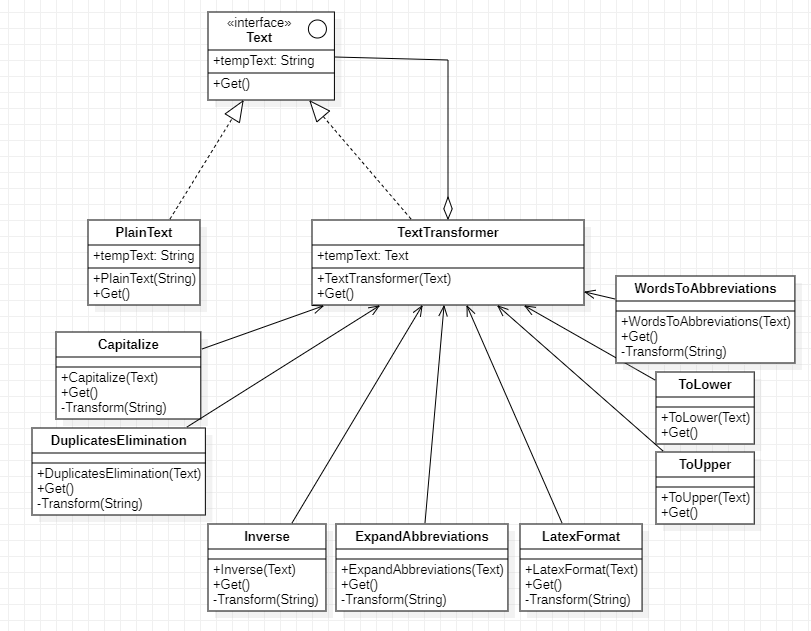 «interface»
Text
+tempText: String
+Get()
PlainText
+tempText: String
+PlainText(String)
+Get()
TextTransformer
+tempText: Text
+TextTransformer(Text)
+Get()
WordsToAbbreviations
+WordsToAbbreviations(Text)
+Get()
-Transform(String)
Capitalize
+Capitalize(Text)
+Get()
-Transform(String)
ToLower
+ToLower(Text)
+Get()
DuplicatesElimination
+DuplicatesElimination(Text)
+Get()
-Transform(String)
ToUpper
+ToUpper(Text)
+Get()
Inverse
+Inverse(Text)
+Get()
-Transform(String)
ExpandAbbreviations
+ExpandAbbreviations(Text)
+Get()
-Transform(String)
LatexFormat
+LatexFormat(Text)
+Get()
-Transform(String)